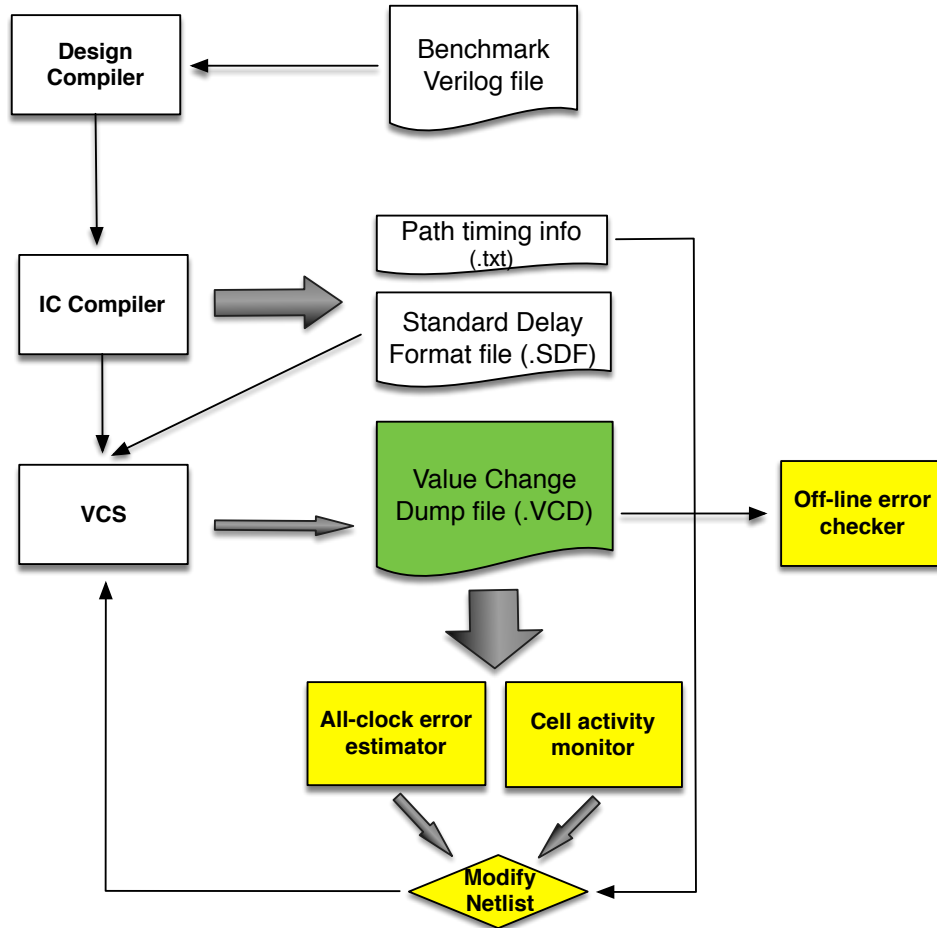 Design
Compiler
Benchmark
Verilog file
Path timing info
(.txt)
IC Compiler
Standard Delay
Format file (.SDF)
Value Change
Dump file (.VCD)
VCS
Off-line error
checker
All-clock error
estimator
Cell activity
monitor
Modify
Netlist